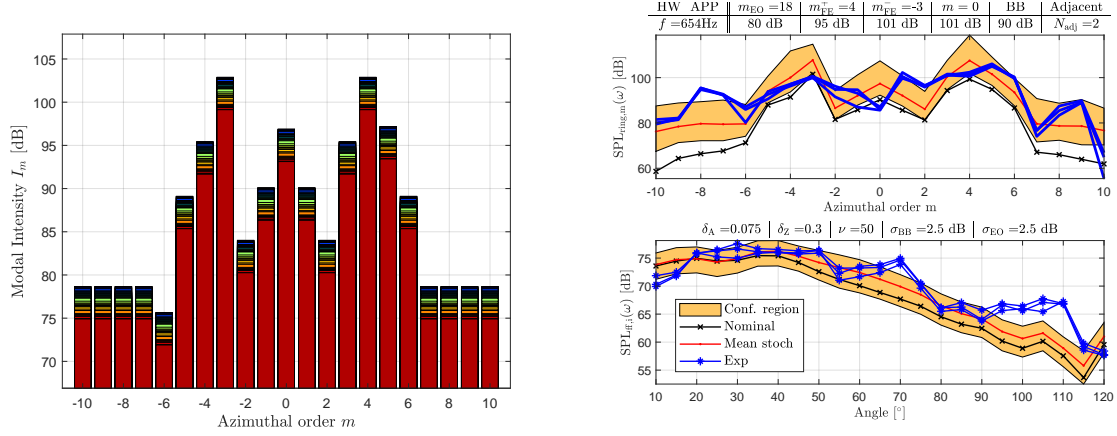 105
100
95
90
85
80
75
70
-10 -8 -6 -4 -2 0 2 4 6 8 10
Azimuthal order m
Modal Intensity I_m [dB]
HW APP | m_EO =18 | m_FE^+ =4 | m_FE^- =-3 | m = 0 | BB | Adjacent
f =654Hz | 80 dB | 95 dB | 101 dB | 101 dB | 90 dB | N_adj =2
100
80
60
-10 -8 -6 -4 -2 0 2 4 6 8 10
Azimuthal order m
SPL_ring,m(ω) [dB]
δ_A =0.075 | δ_Z =0.3 | ν =50 | σ_BB =2.5 dB | σ_EO =2.5 dB
75
70
65
60
55
Conf. region
Nominal
Mean stoch
Exp
10 20 30 40 50 60 70 80 90 100 110 120
Angle [°]
SPL_ff,i(ω) [dB]